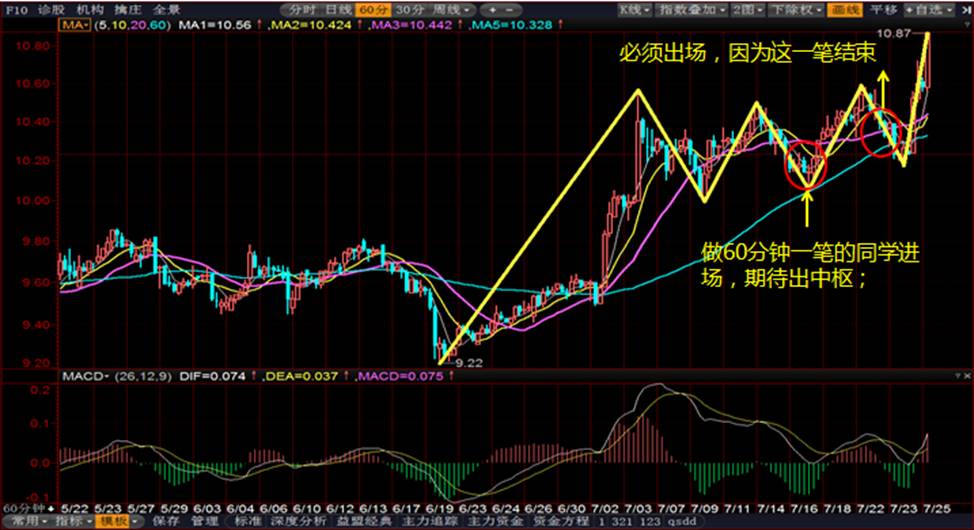 F10 诊股 机构 擒庄 全景 分时 日线 60分 30分 周线 + - K线 指数叠加 2图 下除权 画线 平移 +自选
MA (5,10,20,60) MA1=10.56↑ ,MA2=10.424↑ ,MA3=10.442↑ ,MA5=10.328↑
10.87
10.80
必须出场，因为这一笔结束
10.60
10.40
10.20
10.00
做60分钟一笔的同学进
场，期待出中枢；
9.80
9.60
9.40
9.22
9.20
MACD (26,12,9) DIF=0.074↑ ,DEA=0.037↑ ,MACD=0.075↑
0.2
0.1
0.0
-0.1
60分钟 5/22 5/23 5/27 5/29 6/02 6/04 6/06 6/10 6/12 6/13 6/17 6/19 6/23 6/24 6/26 6/30 7/02 7/03 7/07 7/09 7/10 7/14 7/16 7/18 7/21 7/23 7/25
常用 指标 模板 保存 管理 标准 深度分析 益盟经典 主力追踪 主力资金 资金方程 1 321 123 qsdd